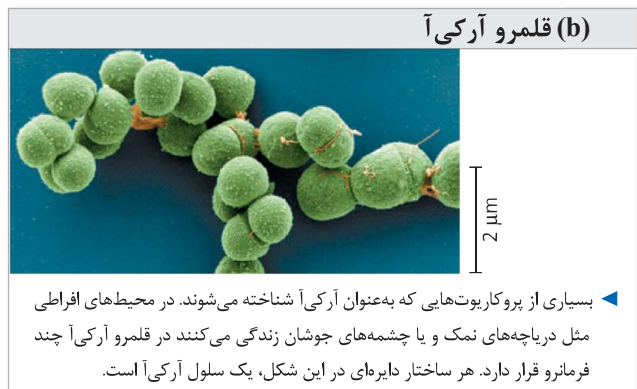 (b) قلمرو آرکی‌آ
2 µm
◀ بسیاری از پروکاریوت‌هایی که به‌عنوان آرکی‌آ شناخته می‌شوند. در محیط‌های افراطی
مثل دریاچه‌های نمک و یا چشمه‌های جوشان زندگی می‌کنند در قلمرو آرکی‌آ چند
فرمانرو قرار دارد. هر ساختار دایره‌ای در این شکل، یک سلول آرکی‌آ است.